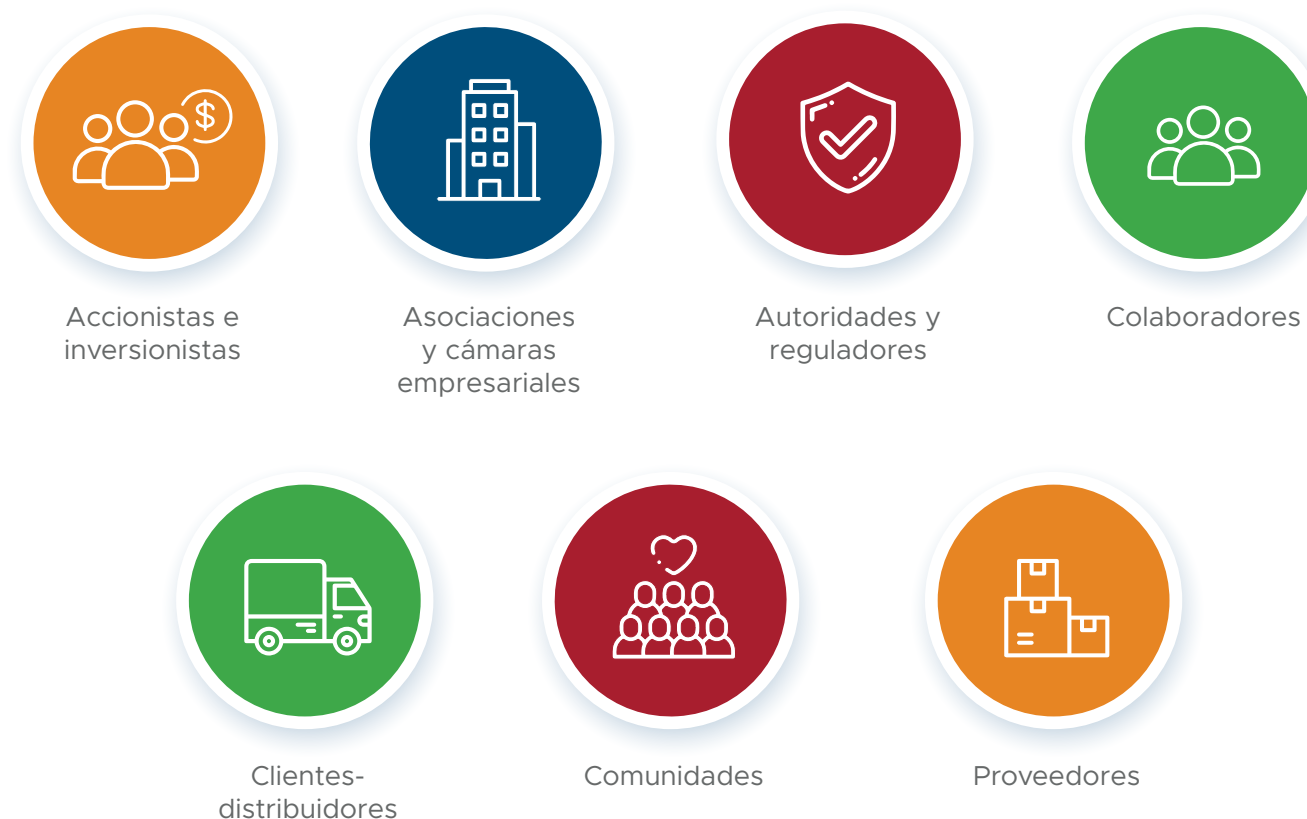 $
Accionistas e
inversionistas
Asociaciones
y cámaras
empresariales
Autoridades y
reguladores
Colaboradores
Clientes-
distribuidores
Comunidades
Proveedores